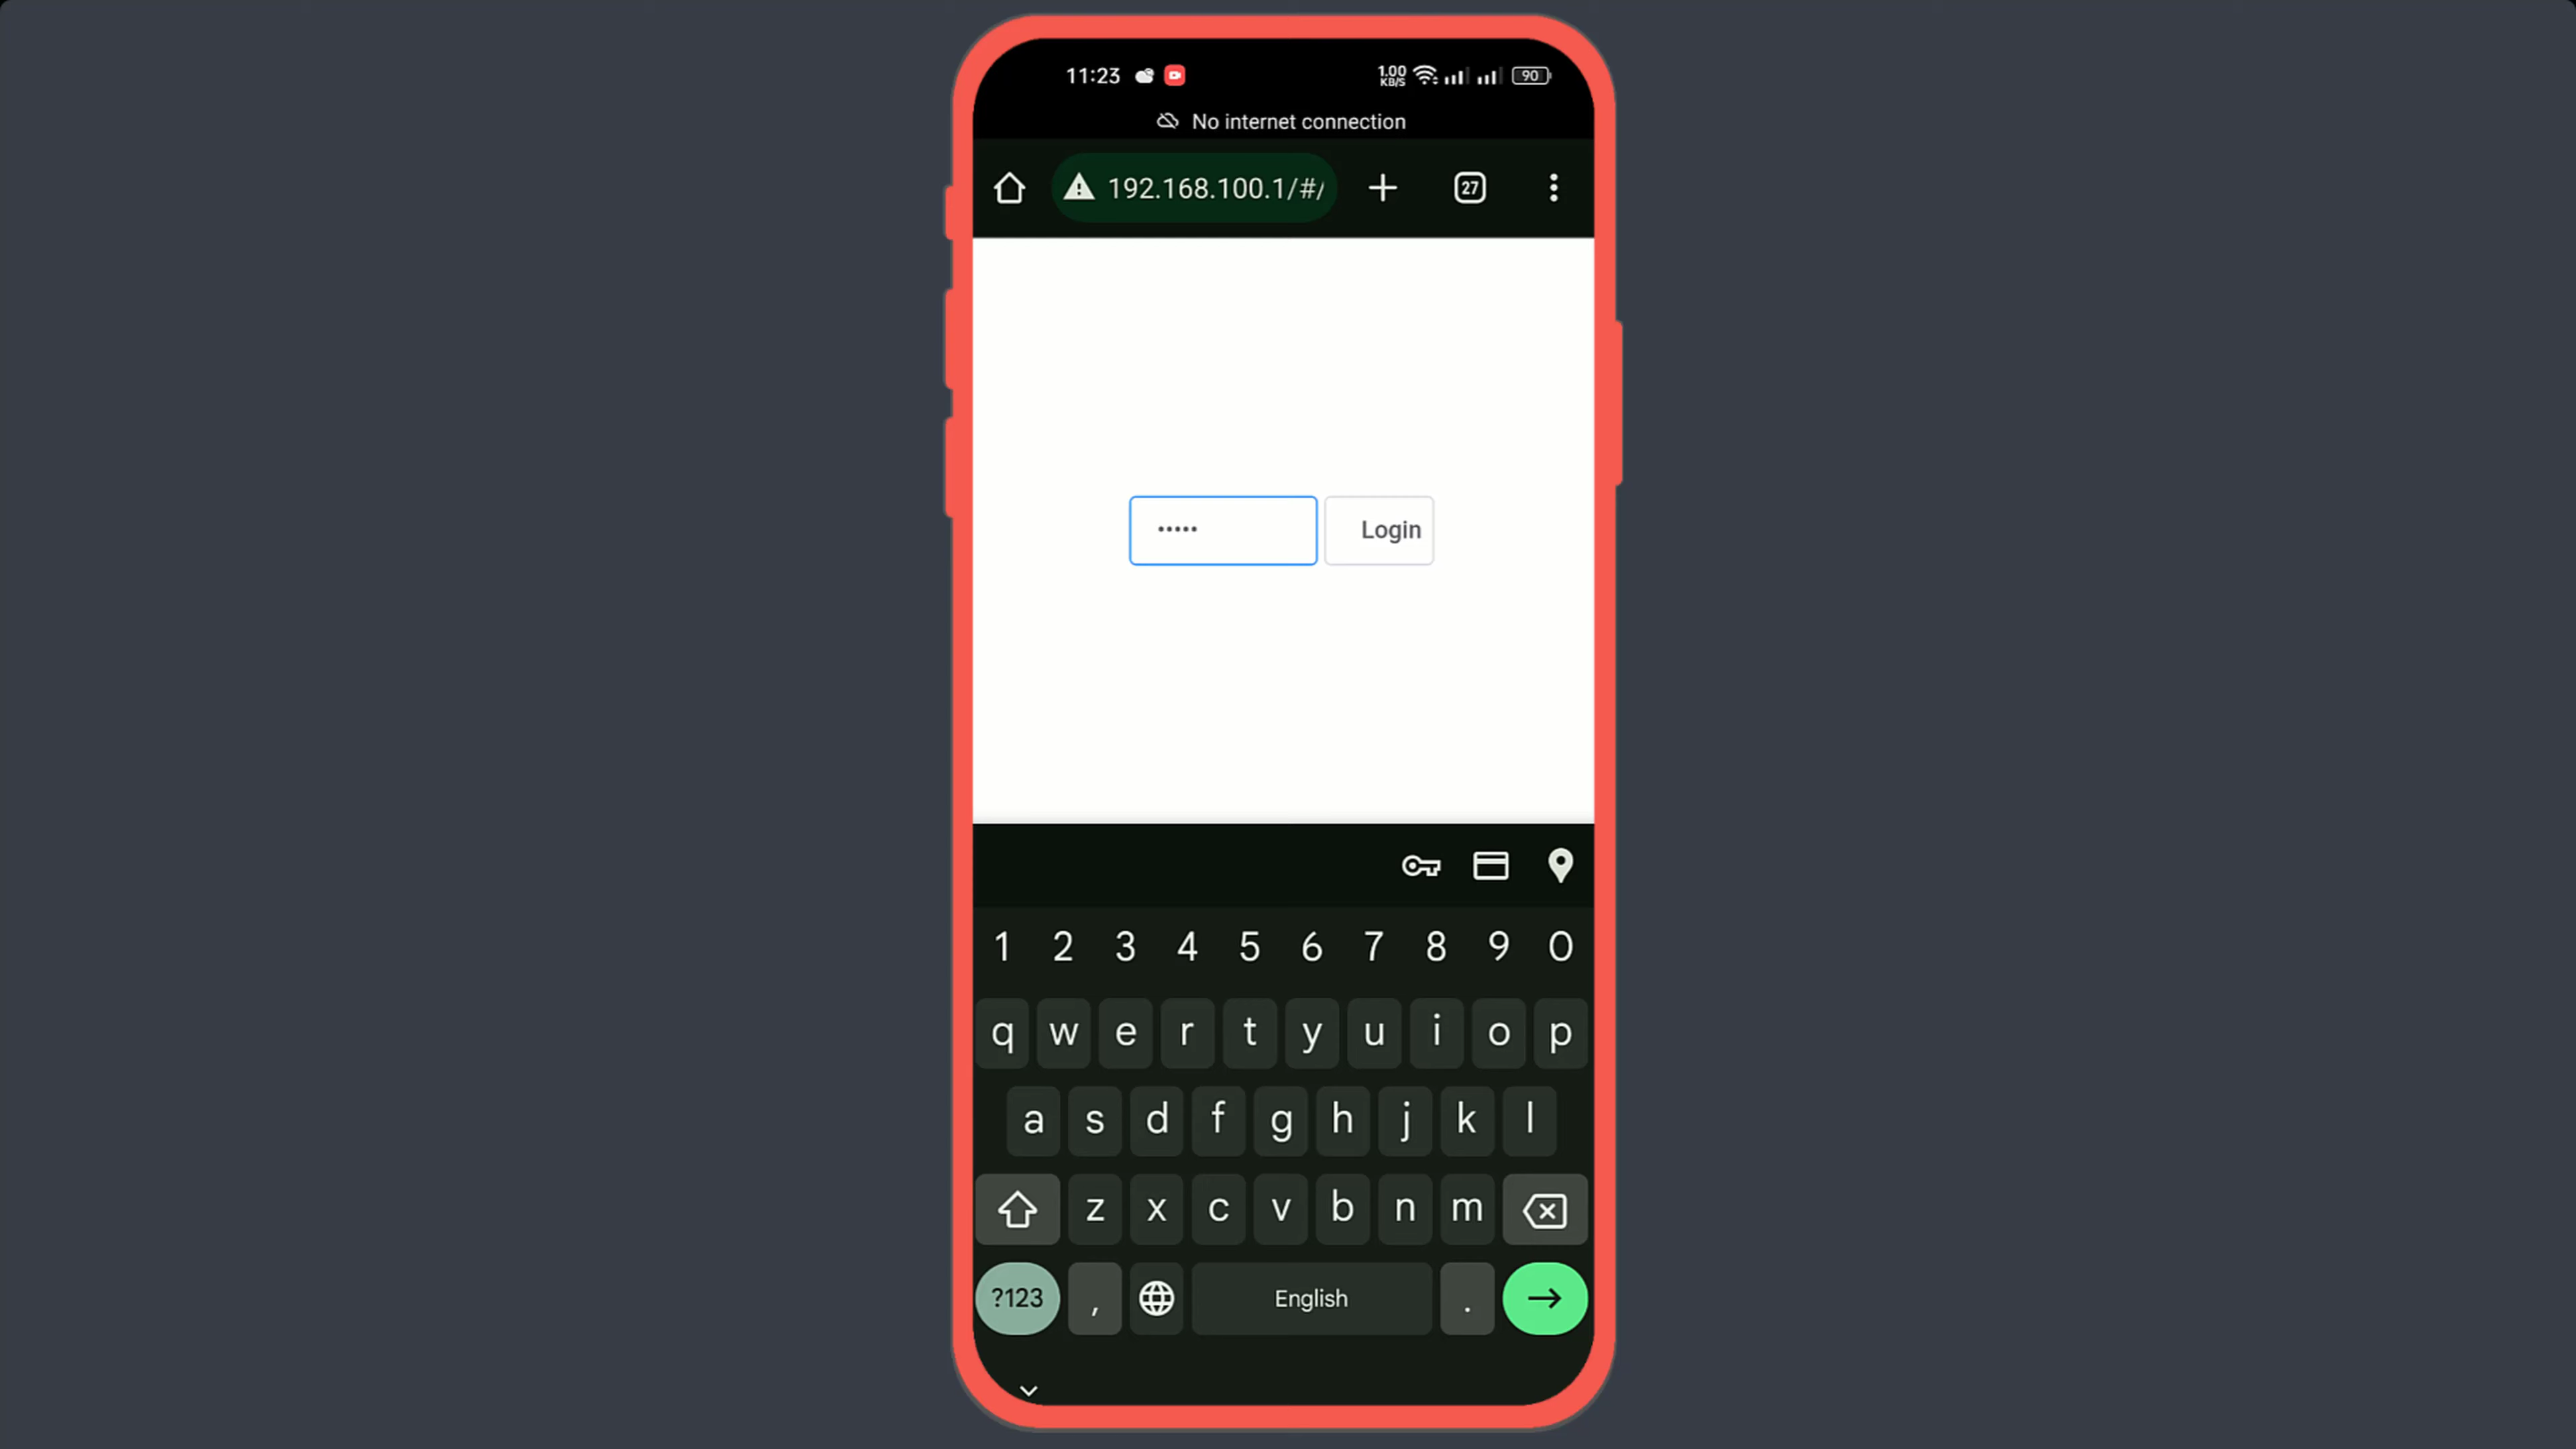 11:23 1.00 KB/S 90
No internet connection
192.168.100.1/#/ 27
••••• Login
1 2 3 4 5 6 7 8 9 0
q w e r t y u i o p
a s d f g h j k l
z x c v b n m
?123 , English .